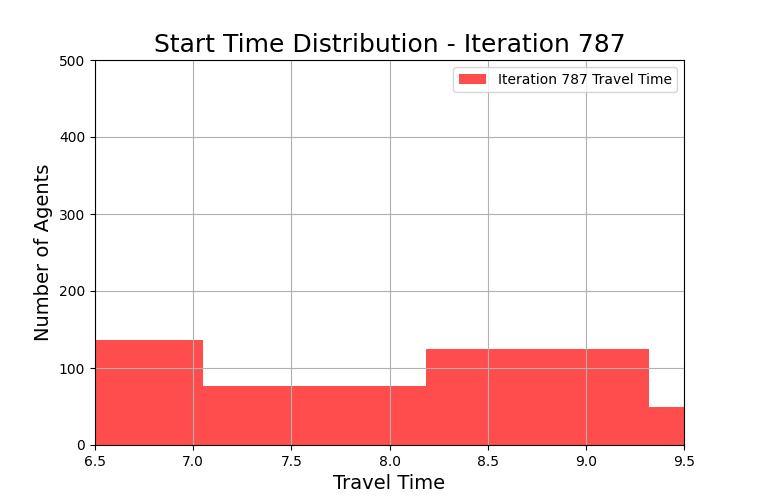 Start Time Distribution - Iteration 787
Iteration 787 Travel Time
Number of Agents
500
400
300
200
100
0
6.5 7.0 7.5 8.0 8.5 9.0 9.5
Travel Time